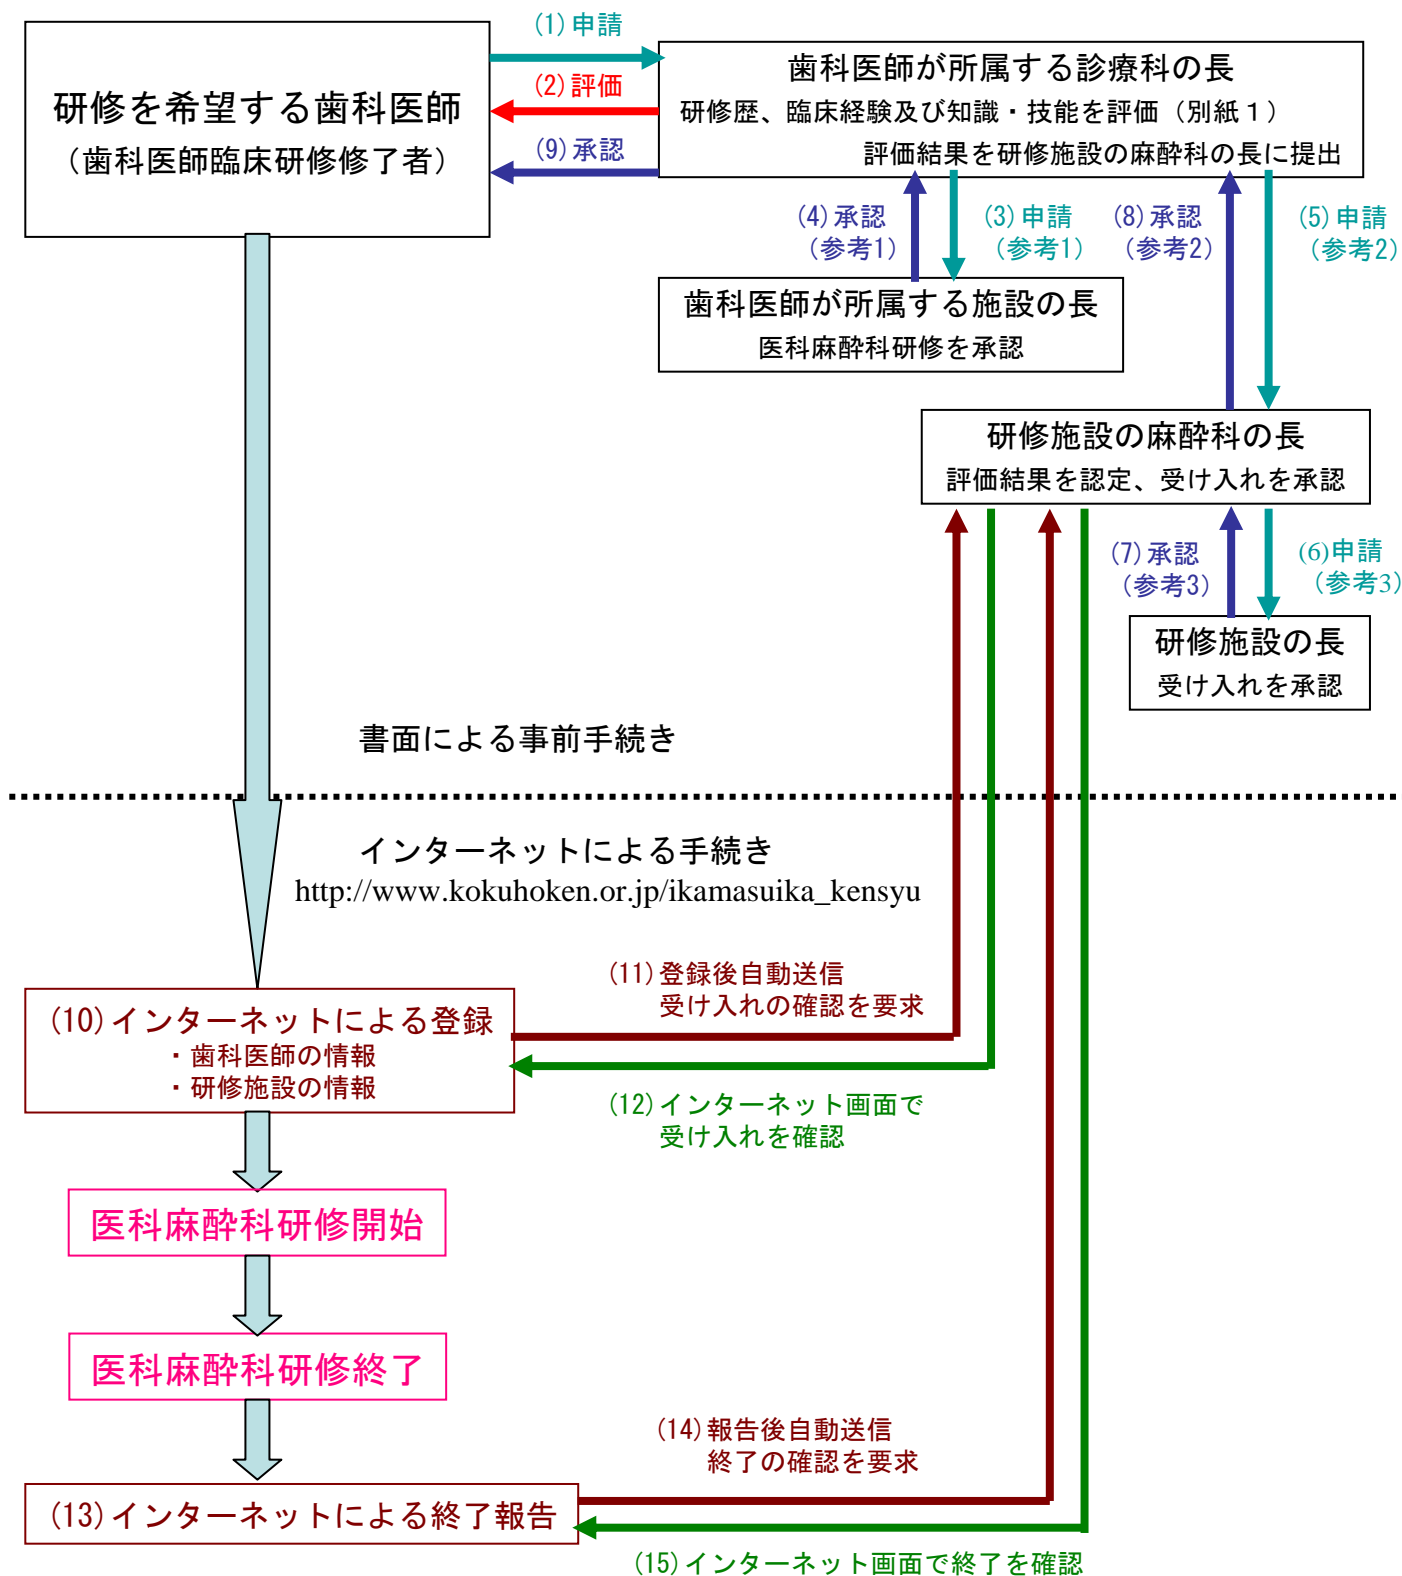 (1)申請
研修を希望する歯科医師
（歯科医師臨床研修修了者）
(2)評価
(9)承認
歯科医師が所属する診療科の長
研修歴、臨床経験及び知識・技能を評価（別紙１）
評価結果を研修施設の麻酔科の長に提出
(4)承認
（参考1）
(3)申請
（参考1）
(8)承認
（参考2）
(5)申請
（参考2）
歯科医師が所属する施設の長
医科麻酔科研修を承認
研修施設の麻酔科の長
評価結果を認定、受け入れを承認
(7)承認
（参考3）
(6)申請
（参考3）
研修施設の長
受け入れを承認
書面による事前手続き
インターネットによる手続き
http://www.kokuhoken.or.jp/ikamasuika_kensyu
(10)インターネットによる登録
・歯科医師の情報
・研修施設の情報
(11)登録後自動送信
受け入れの確認を要求
(12)インターネット画面で
受け入れを確認
医科麻酔科研修開始
医科麻酔科研修終了
(14)報告後自動送信
終了の確認を要求
(13)インターネットによる終了報告
(15)インターネット画面で終了を確認